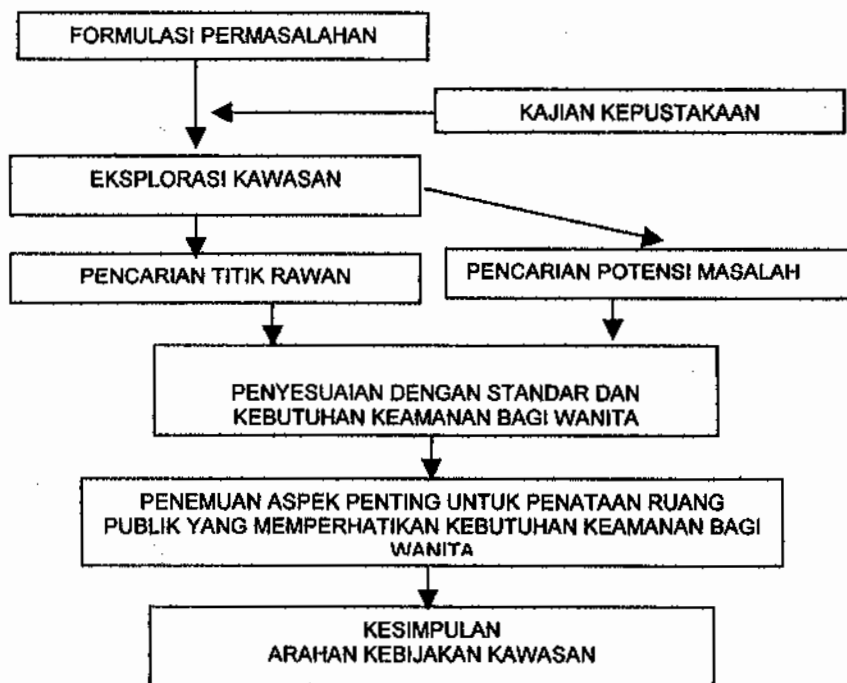 FORMULASI PERMASALAHAN
KAJIAN KEPUSTAKAAN
EKSPLORASI KAWASAN
PENCARIAN TITIK RAWAN
PENCARIAN POTENSI MASALAH
PENYESUAIAN DENGAN STANDAR DAN
KEBUTUHAN KEAMANAN BAGI WANITA
PENEMUAN ASPEK PENTING UNTUK PENATAAN RUANG
PUBLIK YANG MEMPERHATIKAN KEBUTUHAN KEAMANAN BAGI
WANITA
KESIMPULAN
ARAHAN KEBIJAKAN KAWASAN